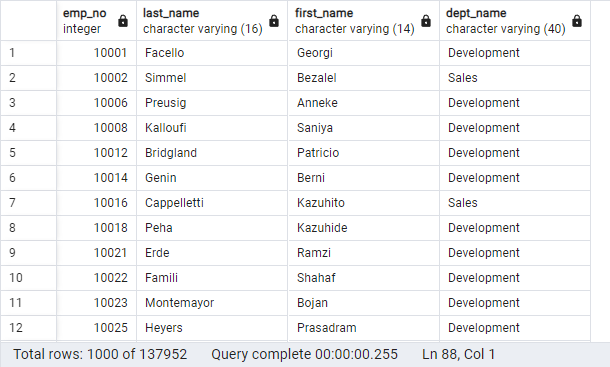 emp_no last_name first_name dept_name
integer character varying (16) character varying (14) character varying (40)
1 10001 Facello Georgi Development
2 10002 Simmel Bezalel Sales
3 10006 Preusig Anneke Development
4 10008 Kalloufi Saniya Development
5 10012 Bridgland Patricio Development
6 10014 Genin Berni Development
7 10016 Cappelletti Kazuhito Sales
8 10018 Peha Kazuhide Development
9 10021 Erde Ramzi Development
10 10022 Famili Shahaf Development
11 10023 Montemayor Bojan Development
12 10025 Heyers Prasadram Development
Total rows: 1000 of 137952 Query complete 00:00:00.255 Ln 88, Col 1